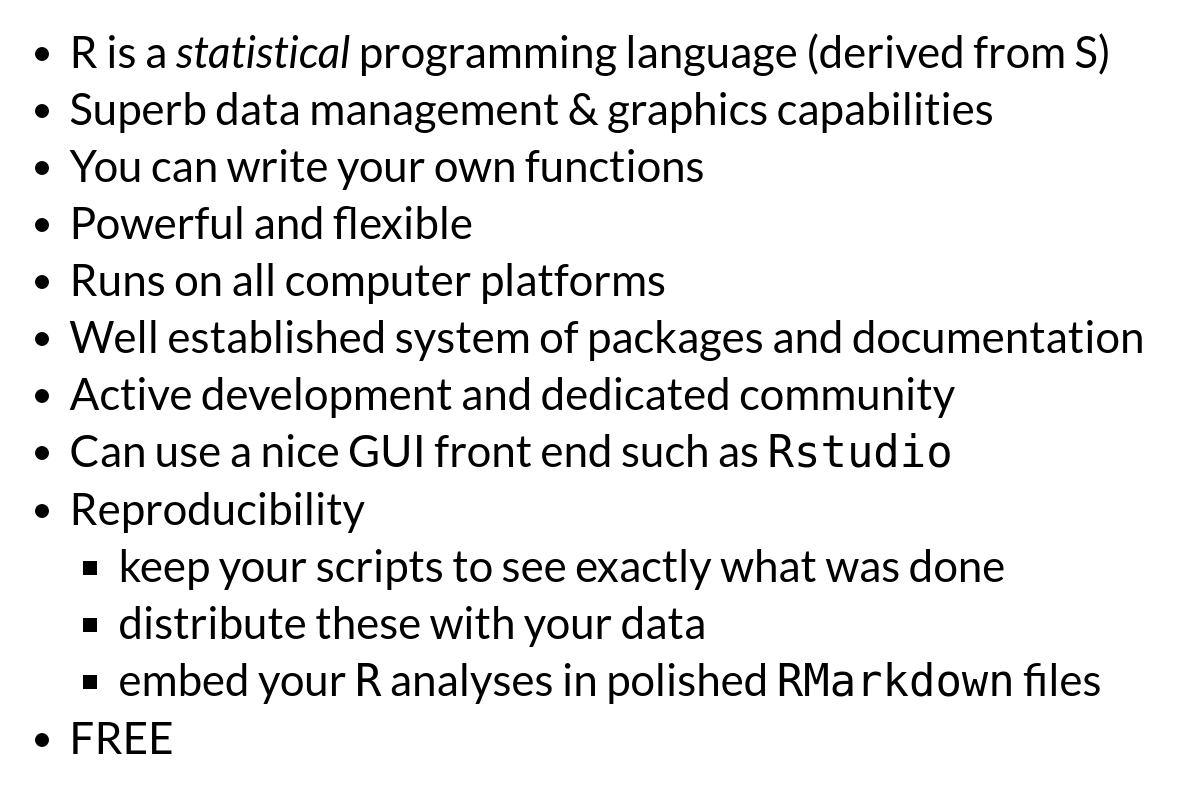 • R is a statistical programming language (derived from S)
• Superb data management & graphics capabilities
• You can write your own functions
• Powerful and flexible
• Runs on all computer platforms
• Well established system of packages and documentation
• Active development and dedicated community
• Can use a nice GUI front end such as Rstudio
• Reproducibility
▪ keep your scripts to see exactly what was done
▪ distribute these with your data
▪ embed your R analyses in polished RMarkdown files
• FREE